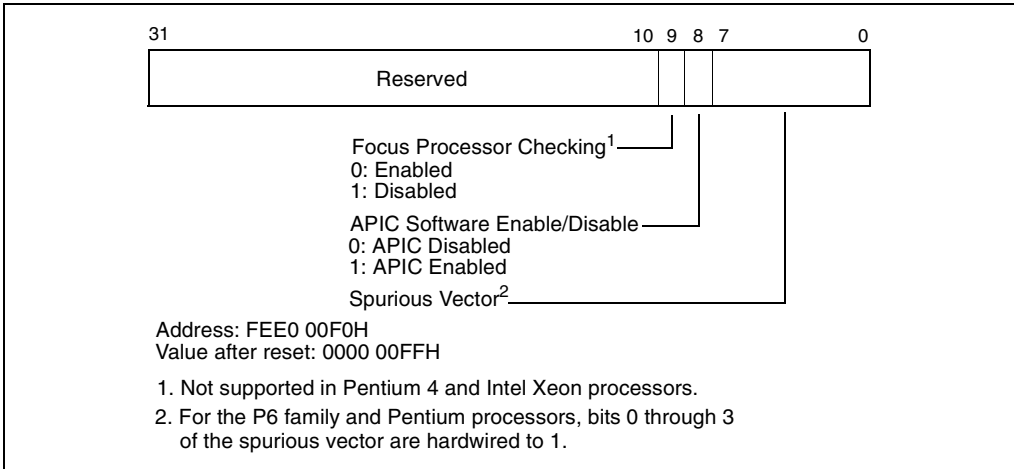 31 10 9 8 7 0
Reserved
Focus Processor Checking1
0: Enabled
1: Disabled
APIC Software Enable/Disable
0: APIC Disabled
1: APIC Enabled
Spurious Vector2
Address: FEE0 00F0H
Value after reset: 0000 00FFH
1. Not supported in Pentium 4 and Intel Xeon processors.
2. For the P6 family and Pentium processors, bits 0 through 3
of the spurious vector are hardwired to 1.